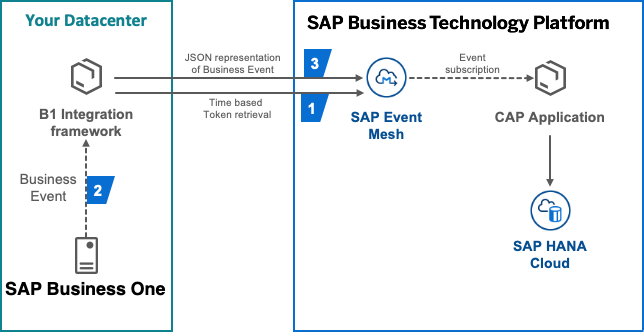 Your Datacenter
SAP Business Technology Platform
JSON representation
of Business Event
3
Event
subscription
B1 Integration
framework
Time based
Token retrieval
1
SAP Event
Mesh
CAP Application
Business
Event
2
SAP HANA
Cloud
SAP Business One